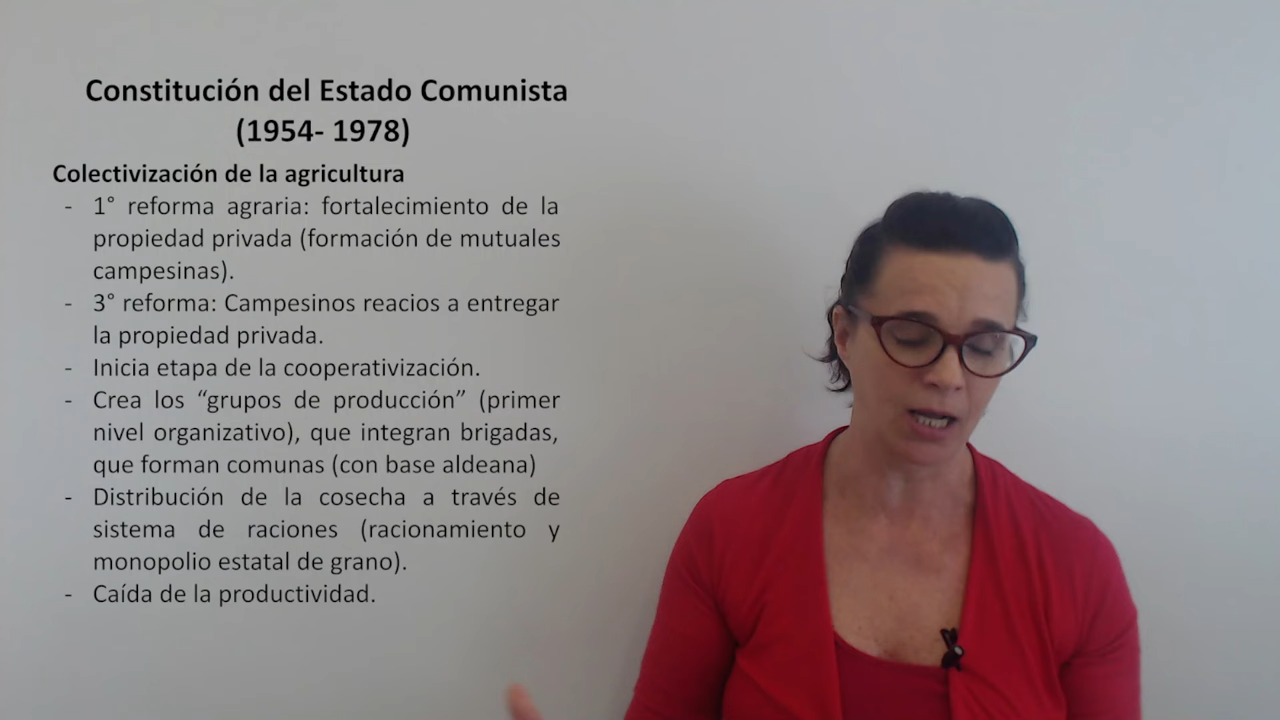 Constitución del Estado Comunista
(1954- 1978)
Colectivización de la agricultura
- 1° reforma agraria: fortalecimiento de la
propiedad privada (formación de mutuales
campesinas).
- 3° reforma: Campesinos reacios a entregar
la propiedad privada.
- Inicia etapa de la cooperativización.
- Crea los “grupos de producción” (primer
nivel organizativo), que integran brigadas,
que forman comunas (con base aldeana)
- Distribución de la cosecha a través de
sistema de raciones (racionamiento y
monopolio estatal de grano).
- Caída de la productividad.